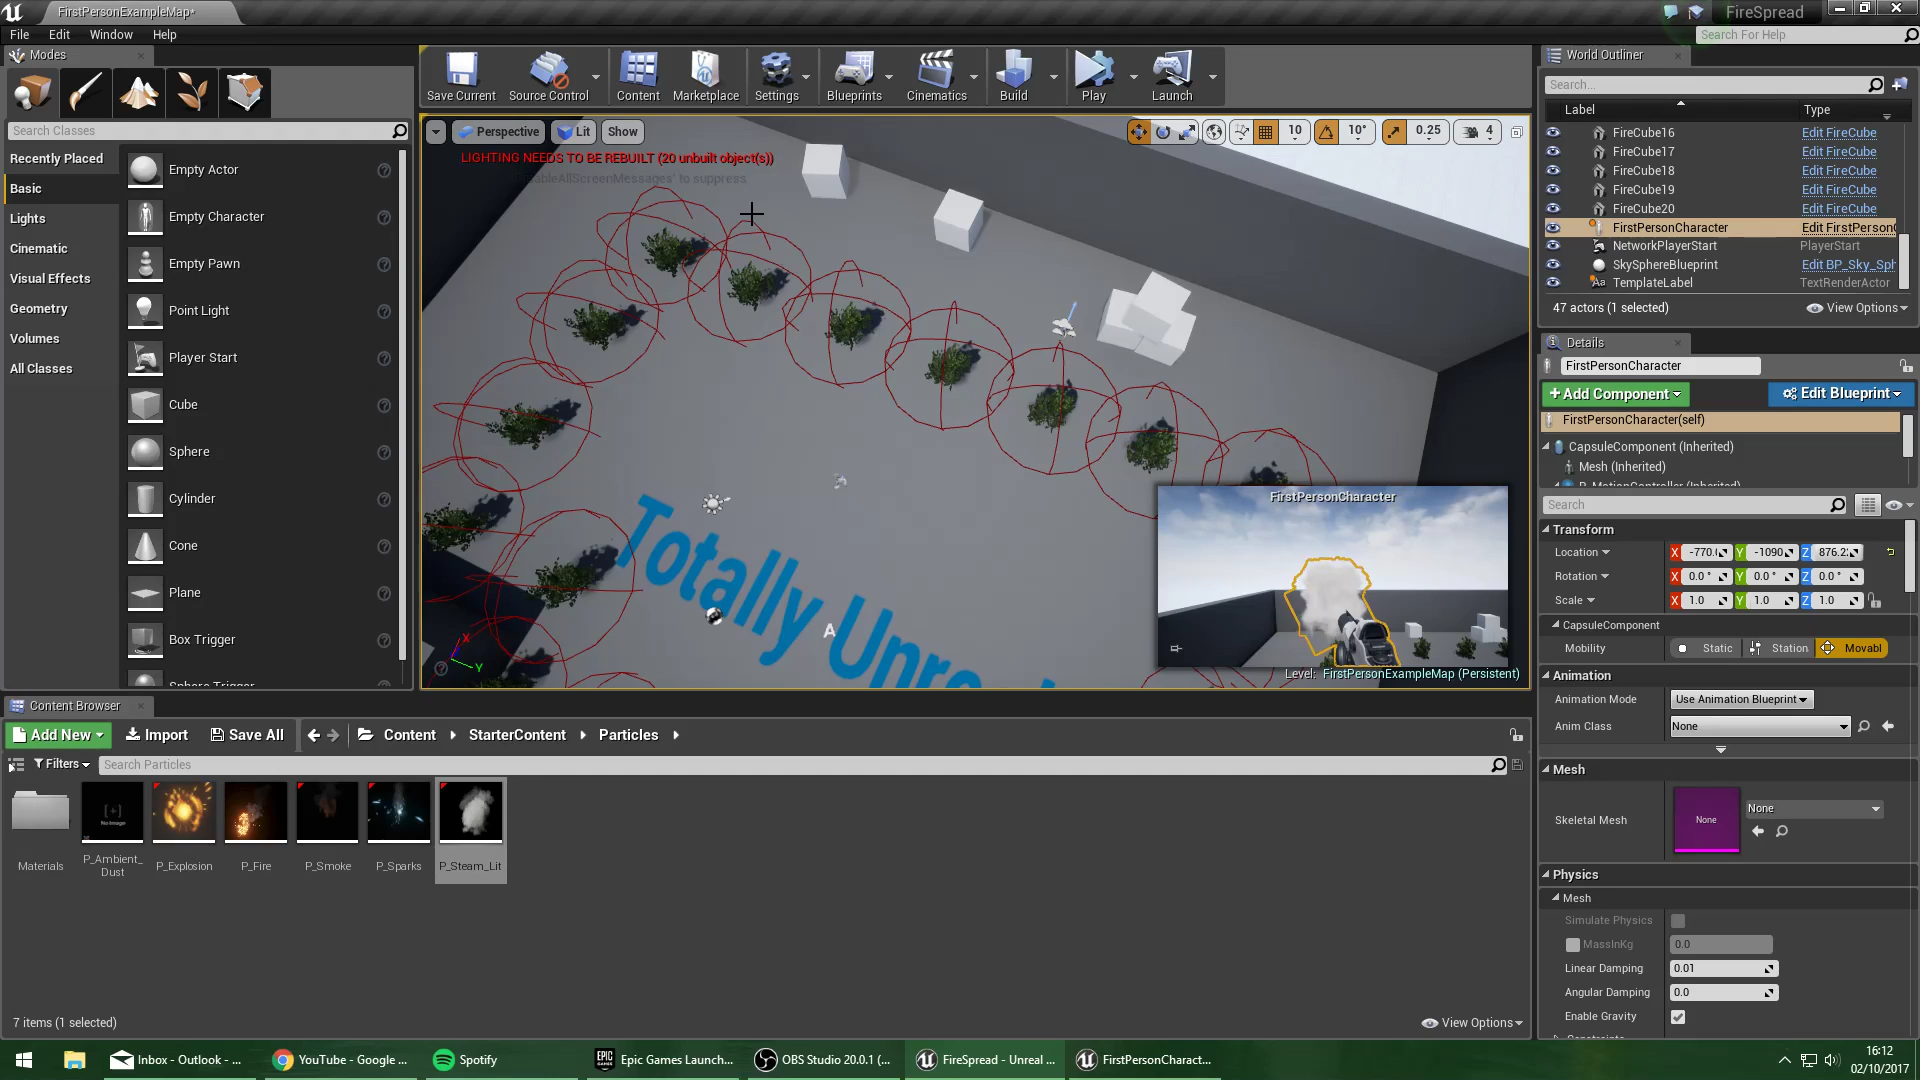 FirstPersonExampleMap*
FireSpread
File Edit Window Help
Search For Help
Modes
Search Classes
Recently Placed
Basic
Lights
Cinematic
Visual Effects
Geometry
Volumes
All Classes
Empty Actor
Empty Character
Empty Pawn
Point Light
Player Start
Cube
Sphere
Cylinder
Cone
Plane
Box Trigger
Sphere Trigger
Save Current
Source Control
Content
Marketplace
Settings
Blueprints
Cinematics
Build
Play
Launch
Perspective
Lit
Show
10
10°
0.25
4
LIGHTING NEEDS TO BE REBUILT (20 unbuilt object(s))
ableAllScreenMessages' to suppress
Totally Unre
A
X
Y
FirstPersonCharacter
Level: FirstPersonExampleMap (Persistent)
World Outliner
Search...
Label Type
FireCube16 Edit FireCube
FireCube17 Edit FireCube
FireCube18 Edit FireCube
FireCube19 Edit FireCube
FireCube20 Edit FireCube
FirstPersonCharacter Edit FirstPersonC
NetworkPlayerStart PlayerStart
SkySphereBlueprint Edit BP_Sky_Sph
Aa TemplateLabel TextRenderActor
47 actors (1 selected) View Options
Details
FirstPersonCharacter
+Add Component Edit Blueprint
FirstPersonCharacter(self)
CapsuleComponent (Inherited)
Mesh (Inherited)
Search
Transform
Location X -770.( Y -1090 Z 876.2
Rotation X 0.0 ° Y 0.0 ° Z 0.0 °
Scale X 1.0 Y 1.0 Z 1.0
CapsuleComponent
Mobility Static Station Movabl
Animation
Animation Mode Use Animation Blueprint
Anim Class None
Mesh
Skeletal Mesh None None
Physics
Mesh
Simulate Physics
MassInKg 0.0
Linear Damping 0.01
Angular Damping 0.0
Enable Gravity
Content Browser
Add New Import Save All Content StarterContent Particles
Filters Search Particles
Materials
P_Ambient_
Dust
P_Explosion
P_Fire
P_Smoke
P_Sparks
P_Steam_Lit
7 items (1 selected)
View Options
Inbox - Outlook - ...
YouTube - Google ...
Spotify
Epic Games Launch...
OBS Studio 20.0.1 (...
FireSpread - Unreal ...
FirstPersonCharact...
16:12
02/10/2017